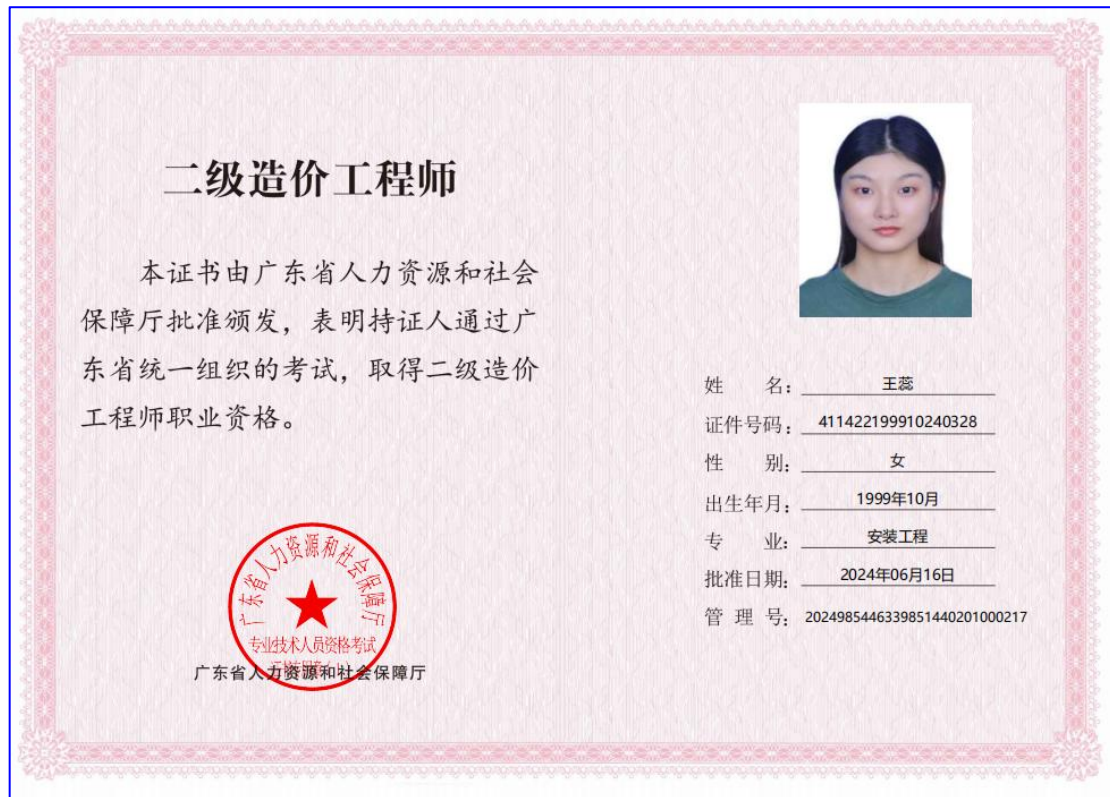 二级造价工程师
本证书由广东省人力资源和社会
保障厅批准颁发，表明持证人通过广
东省统一组织的考试，取得二级造价
工程师职业资格。
广东省人力资源和社会保障厅
专业技术人员资格考试
广东省人力资源和社会保障厅
姓 名：王蕊
证件号码：411422199910240328
性 别：女
出生年月：1999年10月
专 业：安装工程
批准日期：2024年06月16日
管 理 号：2024985446339851440201000217